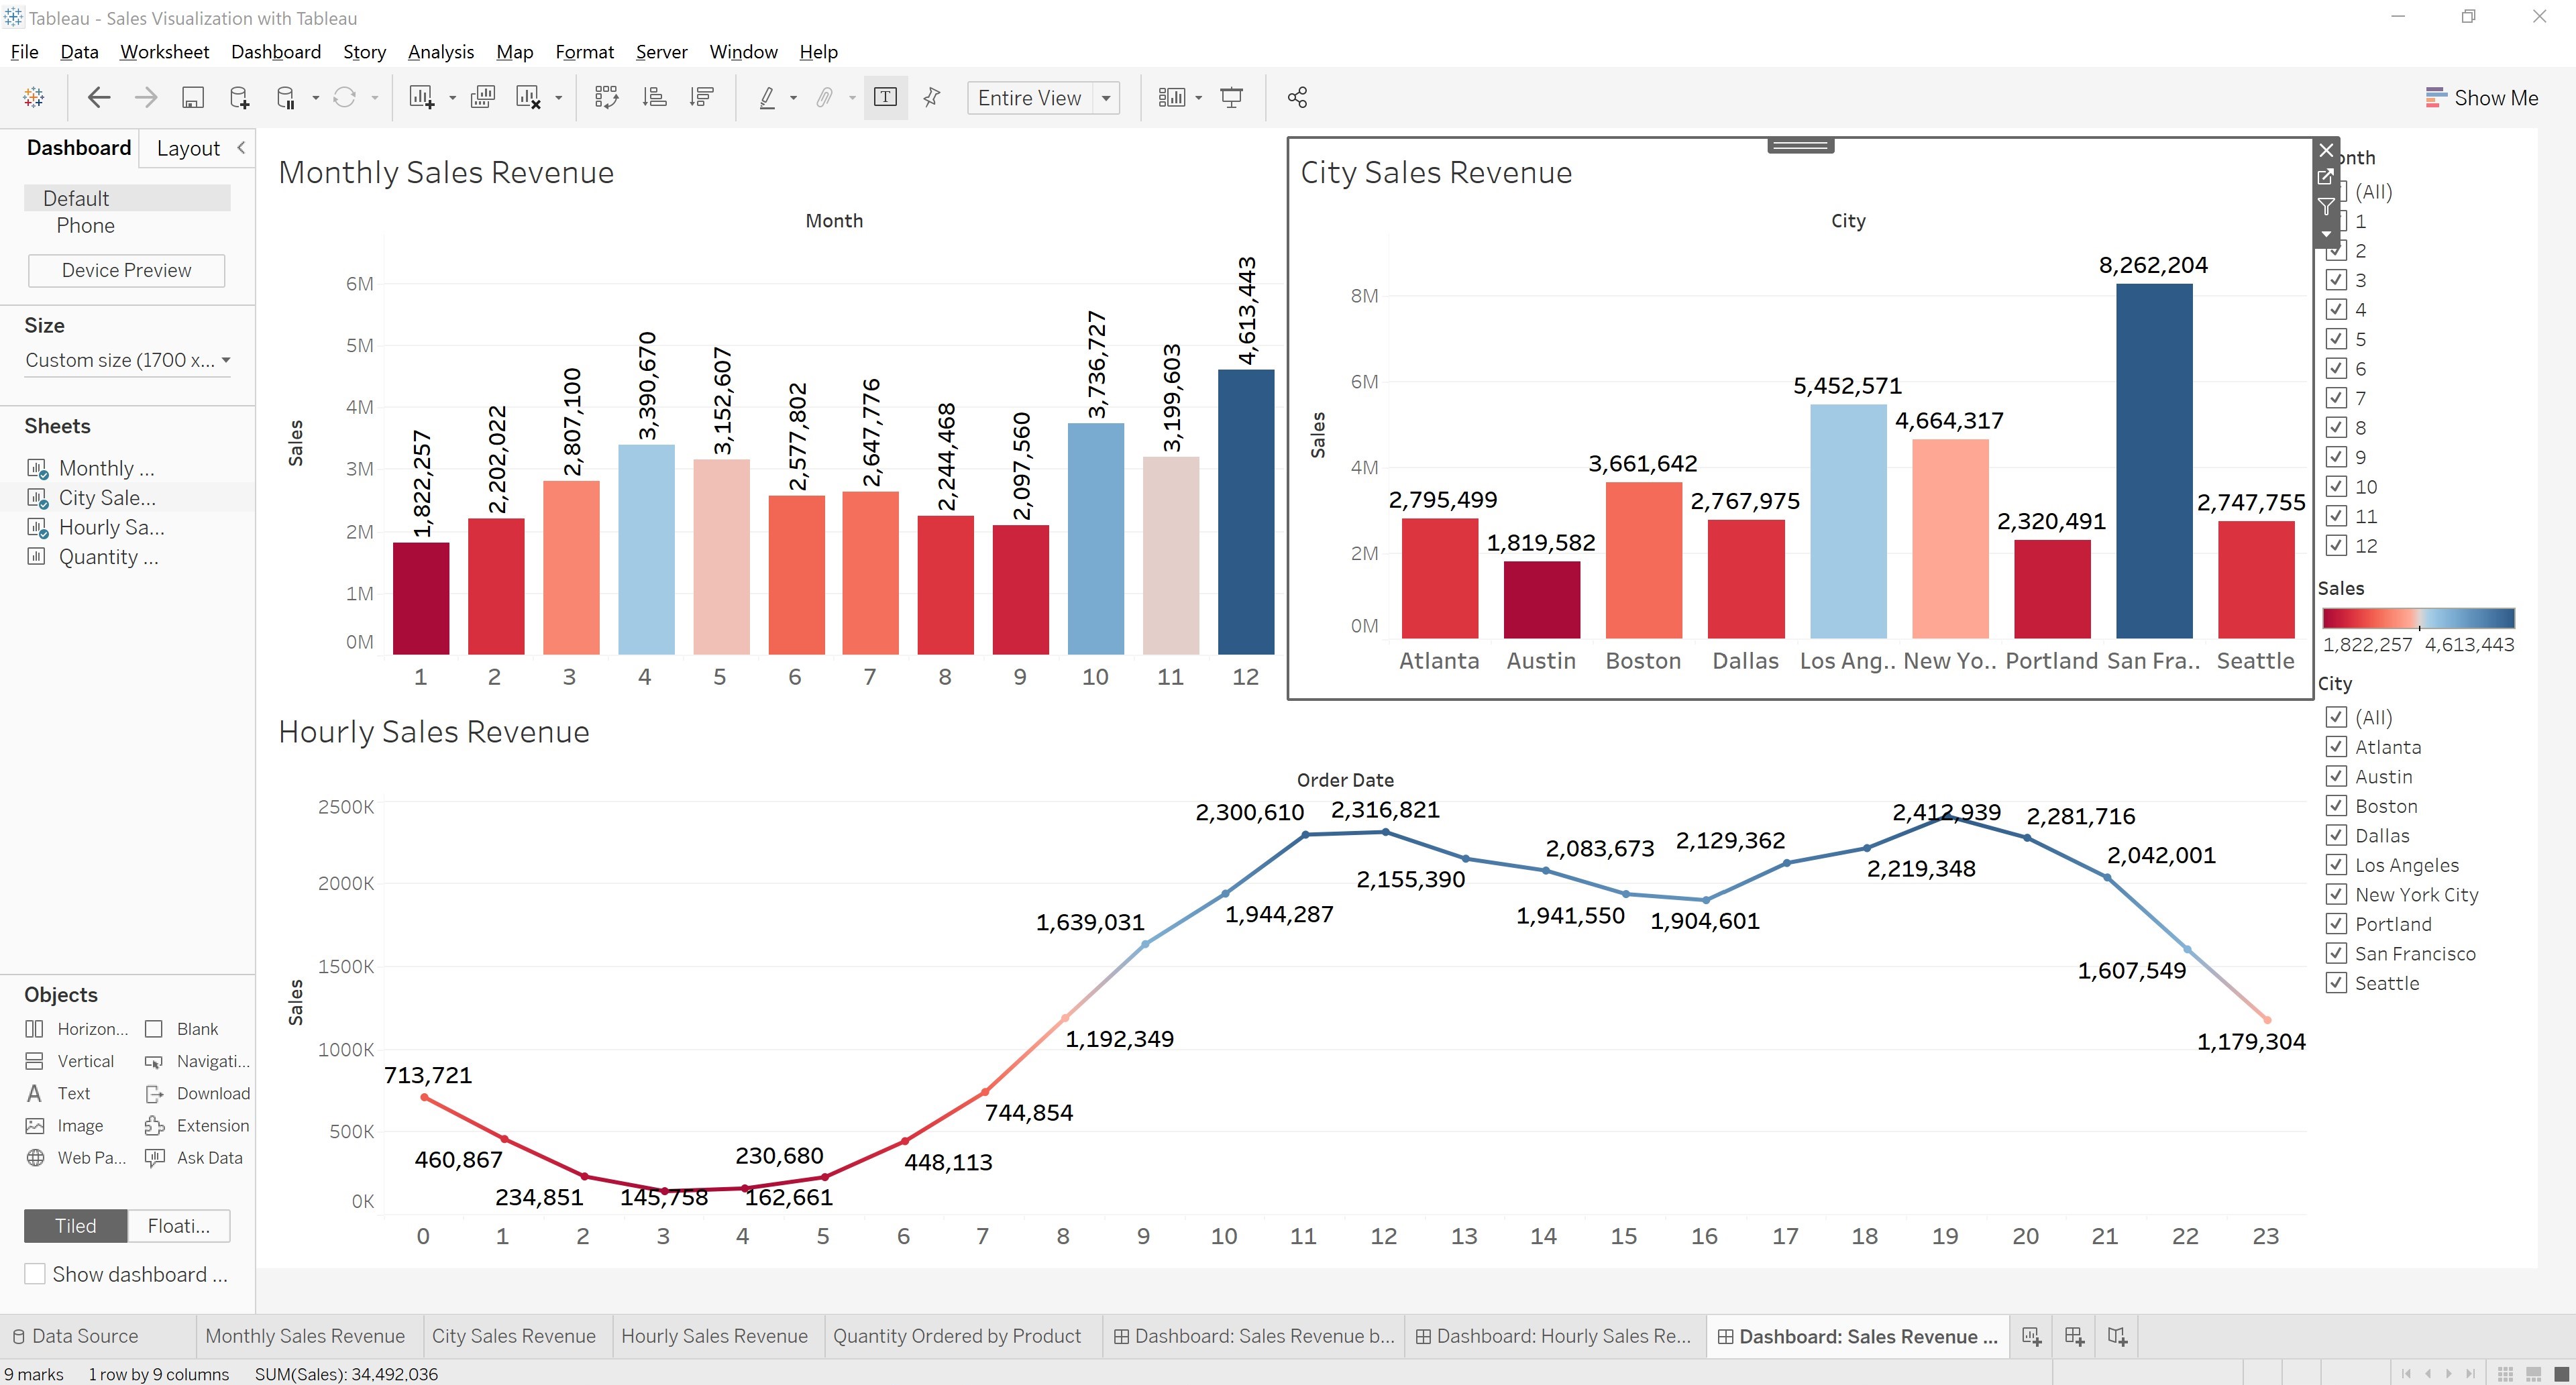 Tableau - Sales Visualization with Tableau
File Data Worksheet Dashboard Story Analysis Map Format Server Window Help
Entire View
Show Me
Dashboard Layout
Default
Phone
Device Preview
Size
Custom size (1700 x...
Sheets
Monthly ...
City Sale...
Hourly Sa...
Quantity ...
Objects
Horizon... Blank
Vertical Navigati...
Text Download
Image Extension
Web Pa... Ask Data
Tiled Floati...
Show dashboard ...
Monthly Sales Revenue
Month
Sales
6M
5M
4M
3M
2M
1M
0M
1,822,257 2,202,022 2,807,100 3,390,670 3,152,607 2,577,802 2,647,776 2,244,468 2,097,560 3,736,727 3,199,603 4,613,443
1 2 3 4 5 6 7 8 9 10 11 12
City Sales Revenue
City
Sales
8M
6M
4M
2M
0M
2,795,499 1,819,582 3,661,642 2,767,975 5,452,571 4,664,317 2,320,491 8,262,204 2,747,755
Atlanta Austin Boston Dallas Los Ang.. New Yo.. Portland San Fra.. Seattle
Hourly Sales Revenue
Order Date
Sales
2500K
2000K
1500K
1000K
500K
0K
713,721 460,867 234,851 145,758 162,661 230,680 448,113 744,854 1,192,349 1,639,031 1,944,287 2,300,610 2,316,821 2,155,390 2,083,673 1,941,550 1,904,601 2,129,362 2,219,348 2,412,939 2,281,716 2,042,001 1,607,549 1,179,304
0 1 2 3 4 5 6 7 8 9 10 11 12 13 14 15 16 17 18 19 20 21 22 23
onth
(All)
1
2
3
4
5
6
7
8
9
10
11
12
Sales
1,822,257 4,613,443
City
(All)
Atlanta
Austin
Boston
Dallas
Los Angeles
New York City
Portland
San Francisco
Seattle
Data Source Monthly Sales Revenue City Sales Revenue Hourly Sales Revenue Quantity Ordered by Product Dashboard: Sales Revenue b... Dashboard: Hourly Sales Re... Dashboard: Sales Revenue ...
9 marks 1 row by 9 columns SUM(Sales): 34,492,036